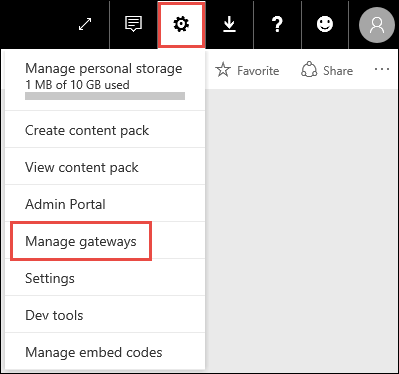 Manage personal storage
1 MB of 10 GB used
Favorite
Share
Create content pack
View content pack
Admin Portal
Manage gateways
Settings
Dev tools
Manage embed codes